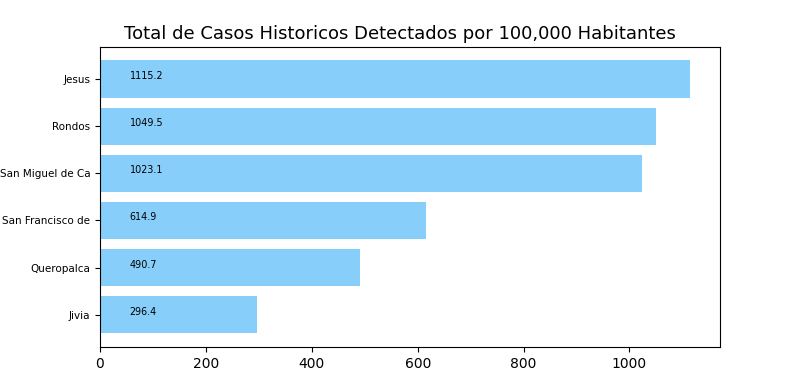 Total de Casos Historicos Detectados por 100,000 Habitantes
Jesus 1115.2
Rondos 1049.5
San Miguel de Ca 1023.1
San Francisco de 614.9
Queropalca 490.7
Jivia 296.4
0 200 400 600 800 1000